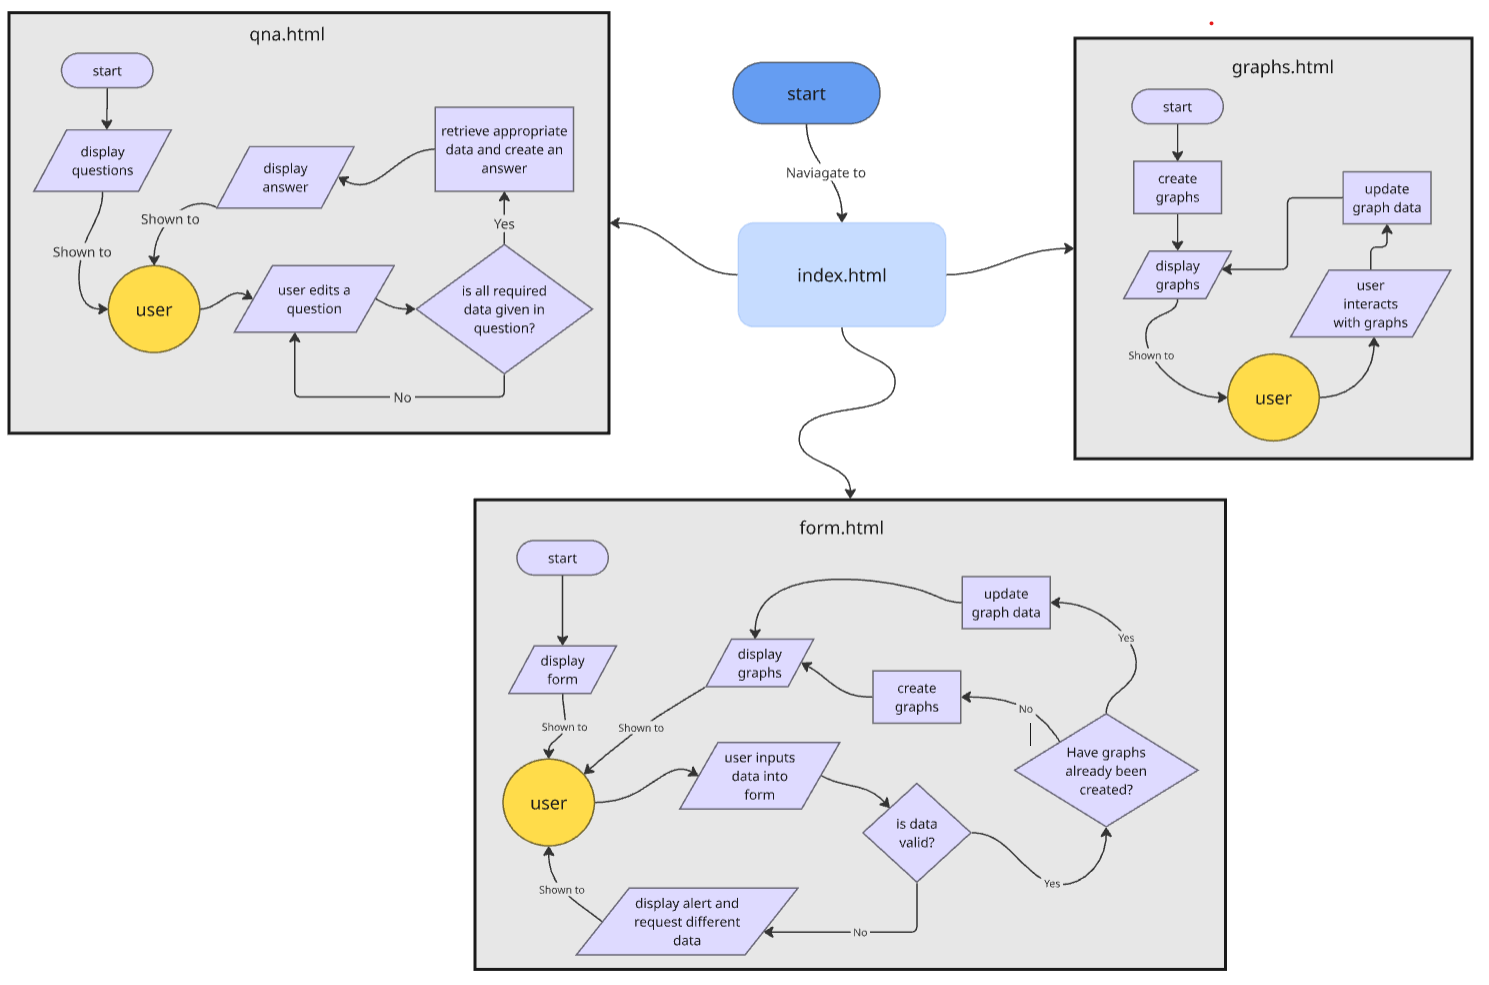 qna.html
start
display
questions
Shown to
display
answer
Shown to
retrieve appropriate
data and create an
answer
Yes
user
user edits a
question
is all required
data given in
question?
No
start
Naviagate to
index.html
graphs.html
start
create
graphs
display
graphs
Shown to
user
user
interacts
with graphs
update
graph data
form.html
start
display
form
Shown to
user
user inputs
data into
form
is data
valid?
No
display alert and
request different
data
Shown to
Yes
Have graphs
already been
created?
No
create
graphs
Yes
update
graph data
display
graphs
Shown to